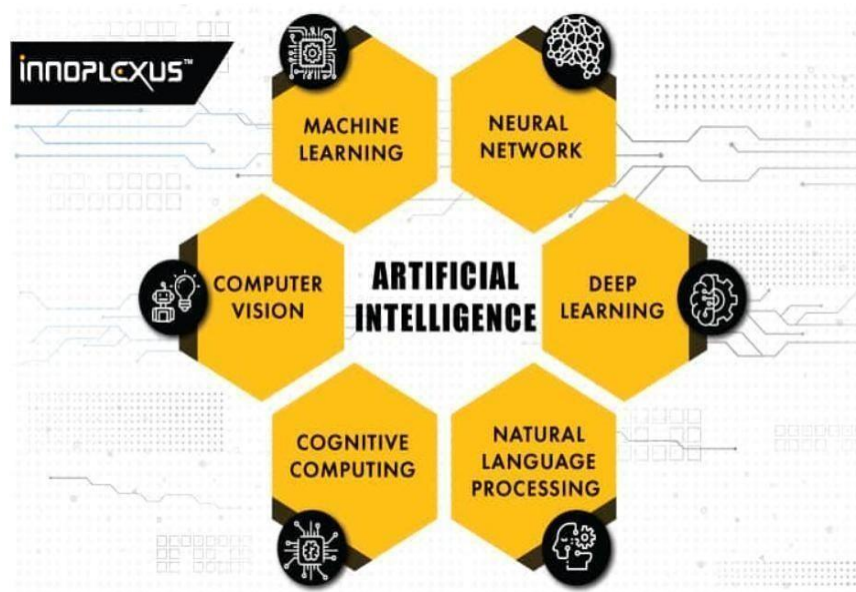 INNOPLEXUS™
MACHINE
LEARNING
NEURAL
NETWORK
COMPUTER
VISION
ARTIFICIAL
INTELLIGENCE
DEEP
LEARNING
COGNITIVE
COMPUTING
NATURAL
LANGUAGE
PROCESSING